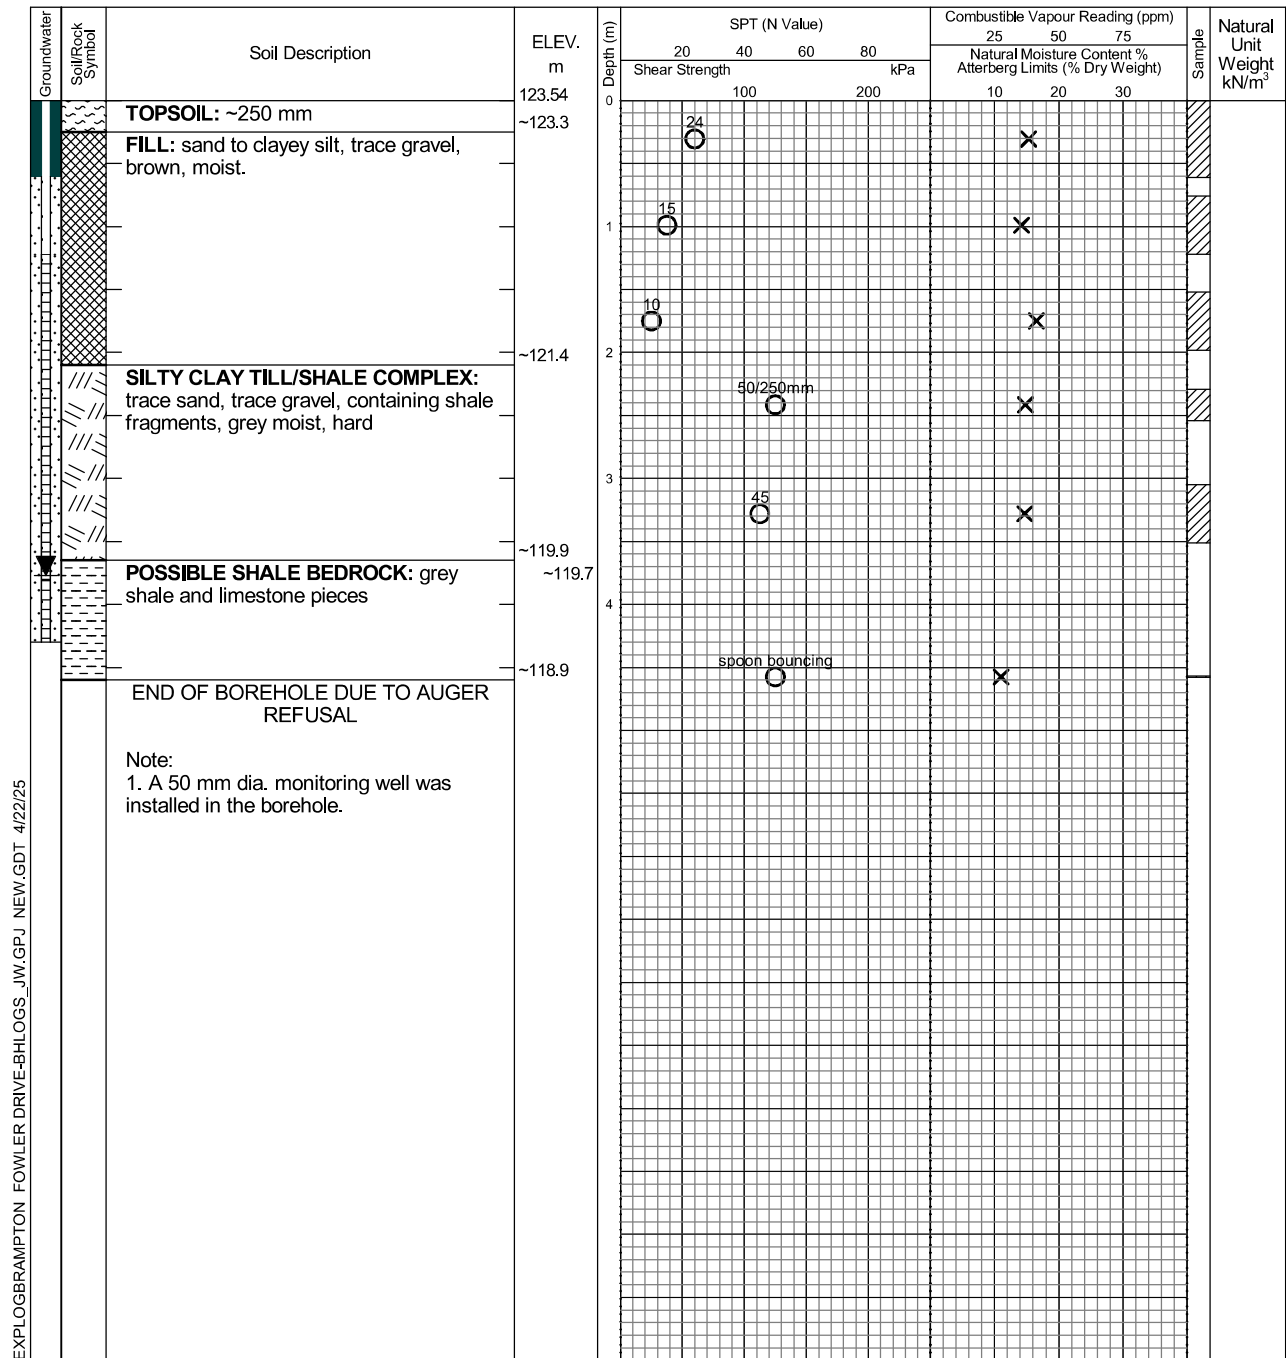 Groundwater
Soil/Rock
Symbol
Soil Description
ELEV.
m
Depth (m)
SPT (N Value)
20 40 60 80
Shear Strength kPa
100 200
Combustible Vapour Reading (ppm)
25 50 75
Natural Moisture Content %
Atterberg Limits (% Dry Weight)
10 20 30
Sample
Natural
Unit
Weight
kN/m³
123.54
0
TOPSOIL: ~250 mm
~123.3
24
FILL: sand to clayey silt, trace gravel,
brown, moist.
15
1
10
2
~121.4
SILTY CLAY TILL/SHALE COMPLEX:
trace sand, trace gravel, containing shale
fragments, grey moist, hard
50/250mm
3
45
~119.9
POSSIBLE SHALE BEDROCK: grey
shale and limestone pieces
~119.7
4
~118.9
spoon bouncing
END OF BOREHOLE DUE TO AUGER
REFUSAL
Note:
1. A 50 mm dia. monitoring well was
installed in the borehole.
EXPLOGBRAMPTON FOWLER DRIVE-BHLOGS_JW.GPJ NEW.GDT 4/22/25